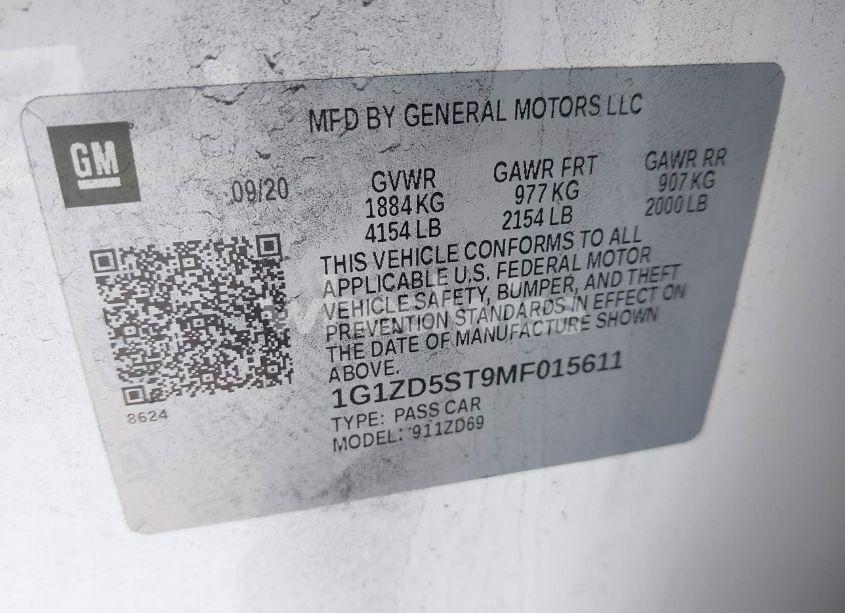 MFD BY GENERAL MOTORS LLC
GM
09/20
GVWR
1884 KG
4154 LB
GAWR FRT
977 KG
2154 LB
GAWR RR
907 KG
2000 LB
THIS VEHICLE CONFORMS TO ALL
APPLICABLE U.S. FEDERAL MOTOR
VEHICLE SAFETY, BUMPER, AND THEFT
PREVENTION STANDARDS IN EFFECT ON
THE DATE OF MANUFACTURE SHOWN
ABOVE.
1G1ZD5ST9MF015611
TYPE: PASS CAR
MODEL: 911ZD69
8624